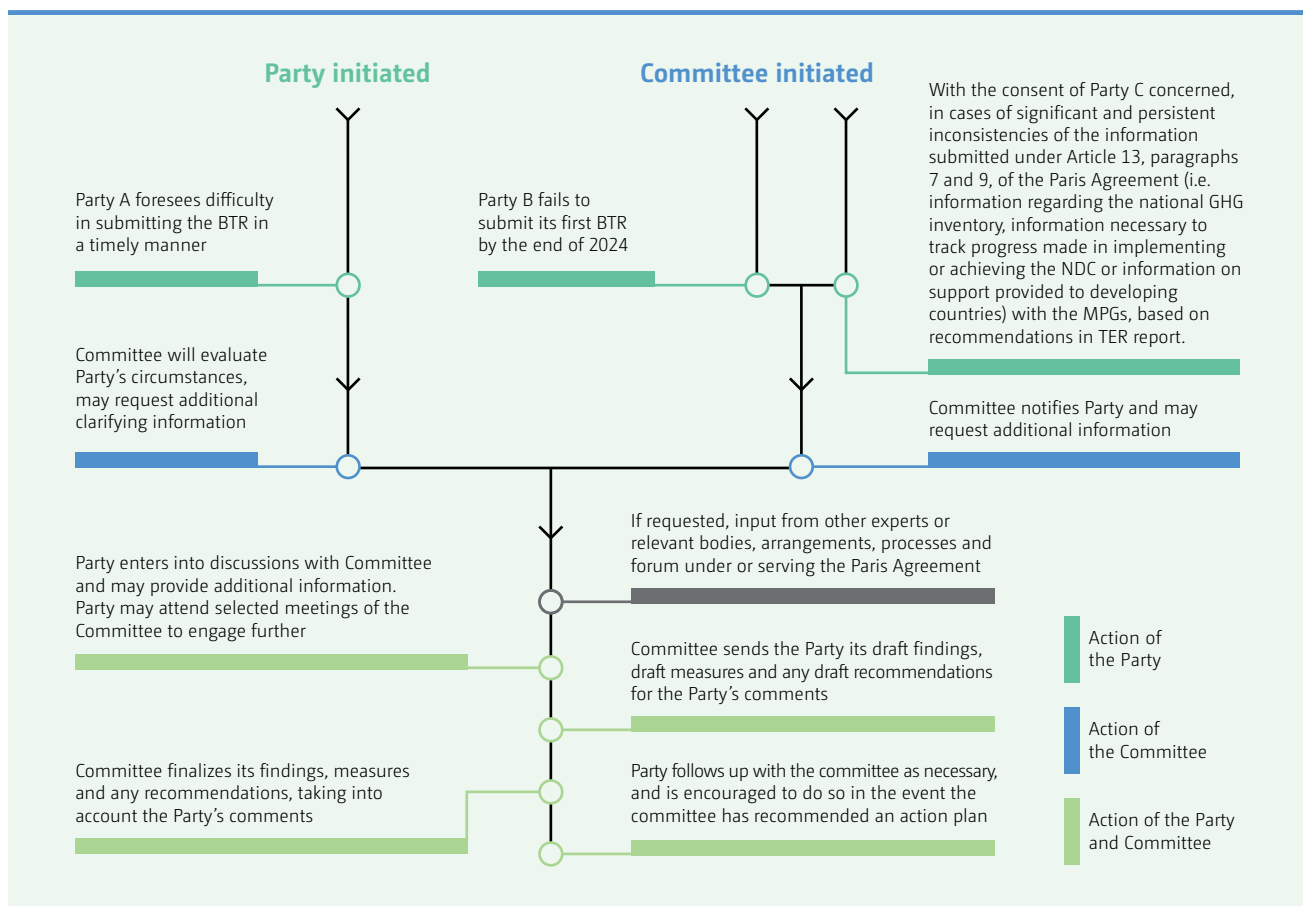 Party initiated
Committee initiated
With the consent of Party C concerned,
in cases of significant and persistent
inconsistencies of the information
submitted under Article 13, paragraphs
7 and 9, of the Paris Agreement (i.e.
information regarding the national GHG
inventory, information necessary to
track progress made in implementing
or achieving the NDC or information on
support provided to developing
countries) with the MPGs, based on
recommendations in TER report.
Party A foresees difficulty
in submitting the BTR in
a timely manner
Party B fails to
submit its first BTR
by the end of 2024
Committee will evaluate
Party’s circumstances,
may request additional
clarifying information
Committee notifies Party and may
request additional information
If requested, input from other experts or
relevant bodies, arrangements, processes and
forum under or serving the Paris Agreement
Party enters into discussions with Committee
and may provide additional information.
Party may attend selected meetings of the
Committee to engage further
Committee sends the Party its draft findings,
draft measures and any draft recommendations
for the Party’s comments
Committee finalizes its findings, measures
and any recommendations, taking into
account the Party’s comments
Party follows up with the committee as necessary,
and is encouraged to do so in the event the
committee has recommended an action plan
Action of
the Party
Action of
the Committee
Action of the Party
and Committee